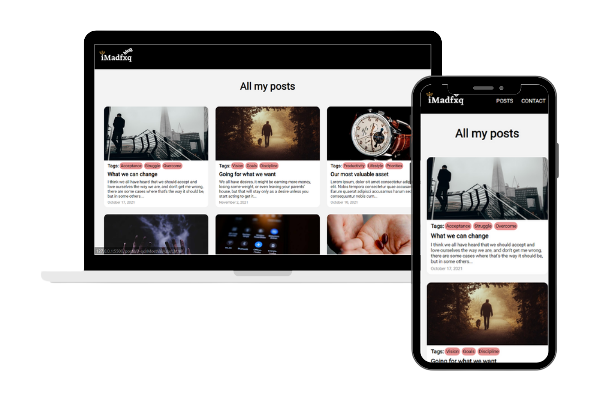 blog
iMadfxq
All my posts
Tags: Acceptance Struggle Overcome
What we can change
I think we all have heard that we should accept and
love ourselves the way we are, and don't get me wrong,
there are some cases where that's the way it should be,
but in some others...
October 17, 2021
Tags: Vision Goals Discipline
Going for what we want
We all have desires, it might be earning more money,
losing some weight, or even leaving your parents'
house, but that will stay only as a desire unless you
start acting to get it...
November 2, 2021
Tags: Productivity Lifestyle Priorities
Our most valuable asset
Lorem ipsum, dolor sit amet consectetur
October 19, 2021
iMadfxq
POSTS
CONTACT
All my posts
Tags: Acceptance Struggle Overcome
What we can change
I think we all have heard that we should accept and
love ourselves the way we are, and don't get me wrong,
there are some cases where that's the way it should be,
but in some others...
October 17, 2021
Tags: Vision Goals Discipline
Going for what we want